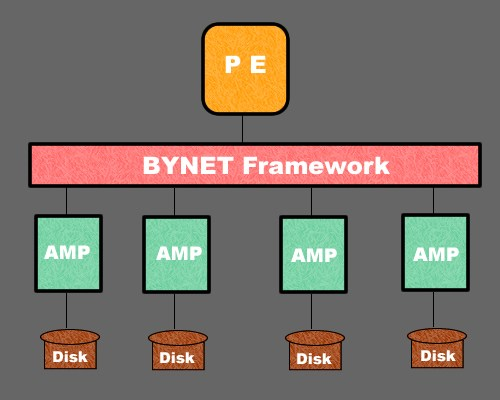 P E
BYNET Framework
AMP AMP AMP AMP
Disk Disk Disk Disk